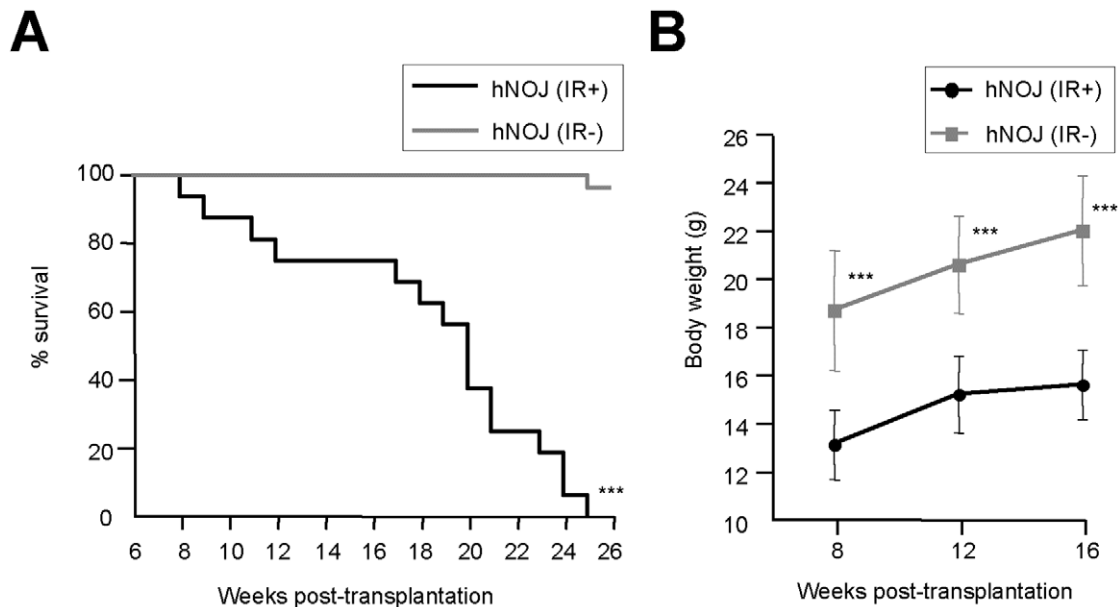 A
hNOJ (IR+)
hNOJ (IR-)
100
80
60
40
20
0
% survival
***
6 8 10 12 14 16 18 20 22 24 26
Weeks post-transplantation
B
hNOJ (IR+)
hNOJ (IR-)
26
24
22
20
18
16
14
12
10
Body weight (g)
***
***
***
8 12 16
Weeks post-transplantation